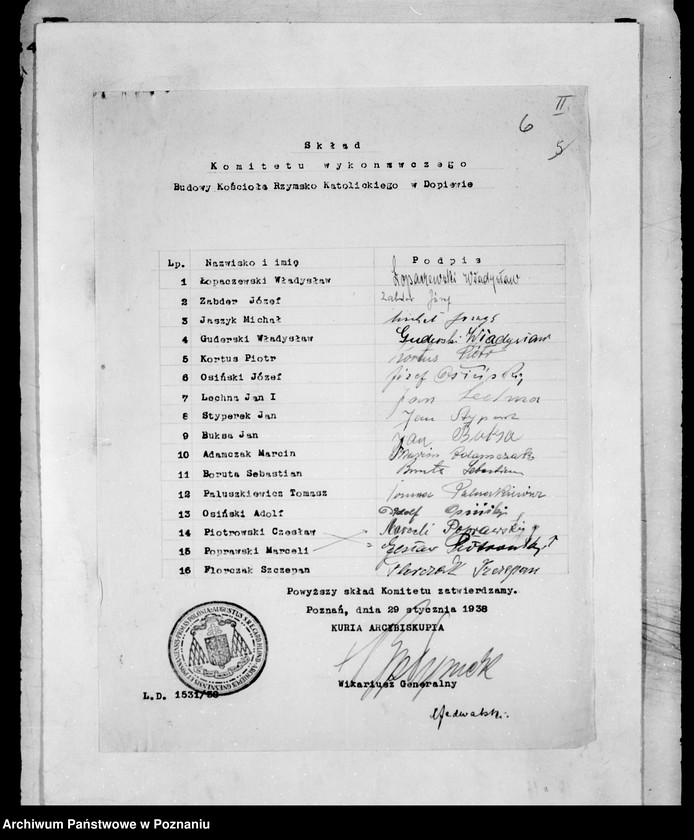 II
6
5
Skład
Komitetu wykonawczego
Budowy Kościoła Rzymsko Katolickiego w Dopiewie
Lp. Nazwisko i imię Podpis
1 Łopaczewski Władysław Łopaczewski Władysław
2 Zabder Józef Zabder Józef
3 Jaszyk Michał
4 Guderski Władysław Guderski Władysław
5 Kortus Piotr Kortus Piotr
6 Osiński Józef Józef Osiński
7 Lechna Jan I Jan Lechna
8 Styperek Jan Jan Styperek
9 Buksa Jan Jan Buksa
10 Adamczak Marcin Marcin Adamczak
11 Boruta Sebastian Boruta Sebastian
12 Paluszkiewicz Tomasz Tomasz Paluszkiewicz
13 Osiński Adolf Adolf Osiński
14 Piotrowski Czesław Marceli Poprawski
15 Poprawski Marceli Czesław Piotrowski
16 Florczak Szczepan Florczak Szczepan
Powyższy skład Komitetu zatwierdzamy.
Poznań, dnia 29 stycznia 1938
KURIA ARCYBISKUPIA
Wikariusz Generalny
L.D. 1531/38
Archiwum Państwowe w Poznaniu